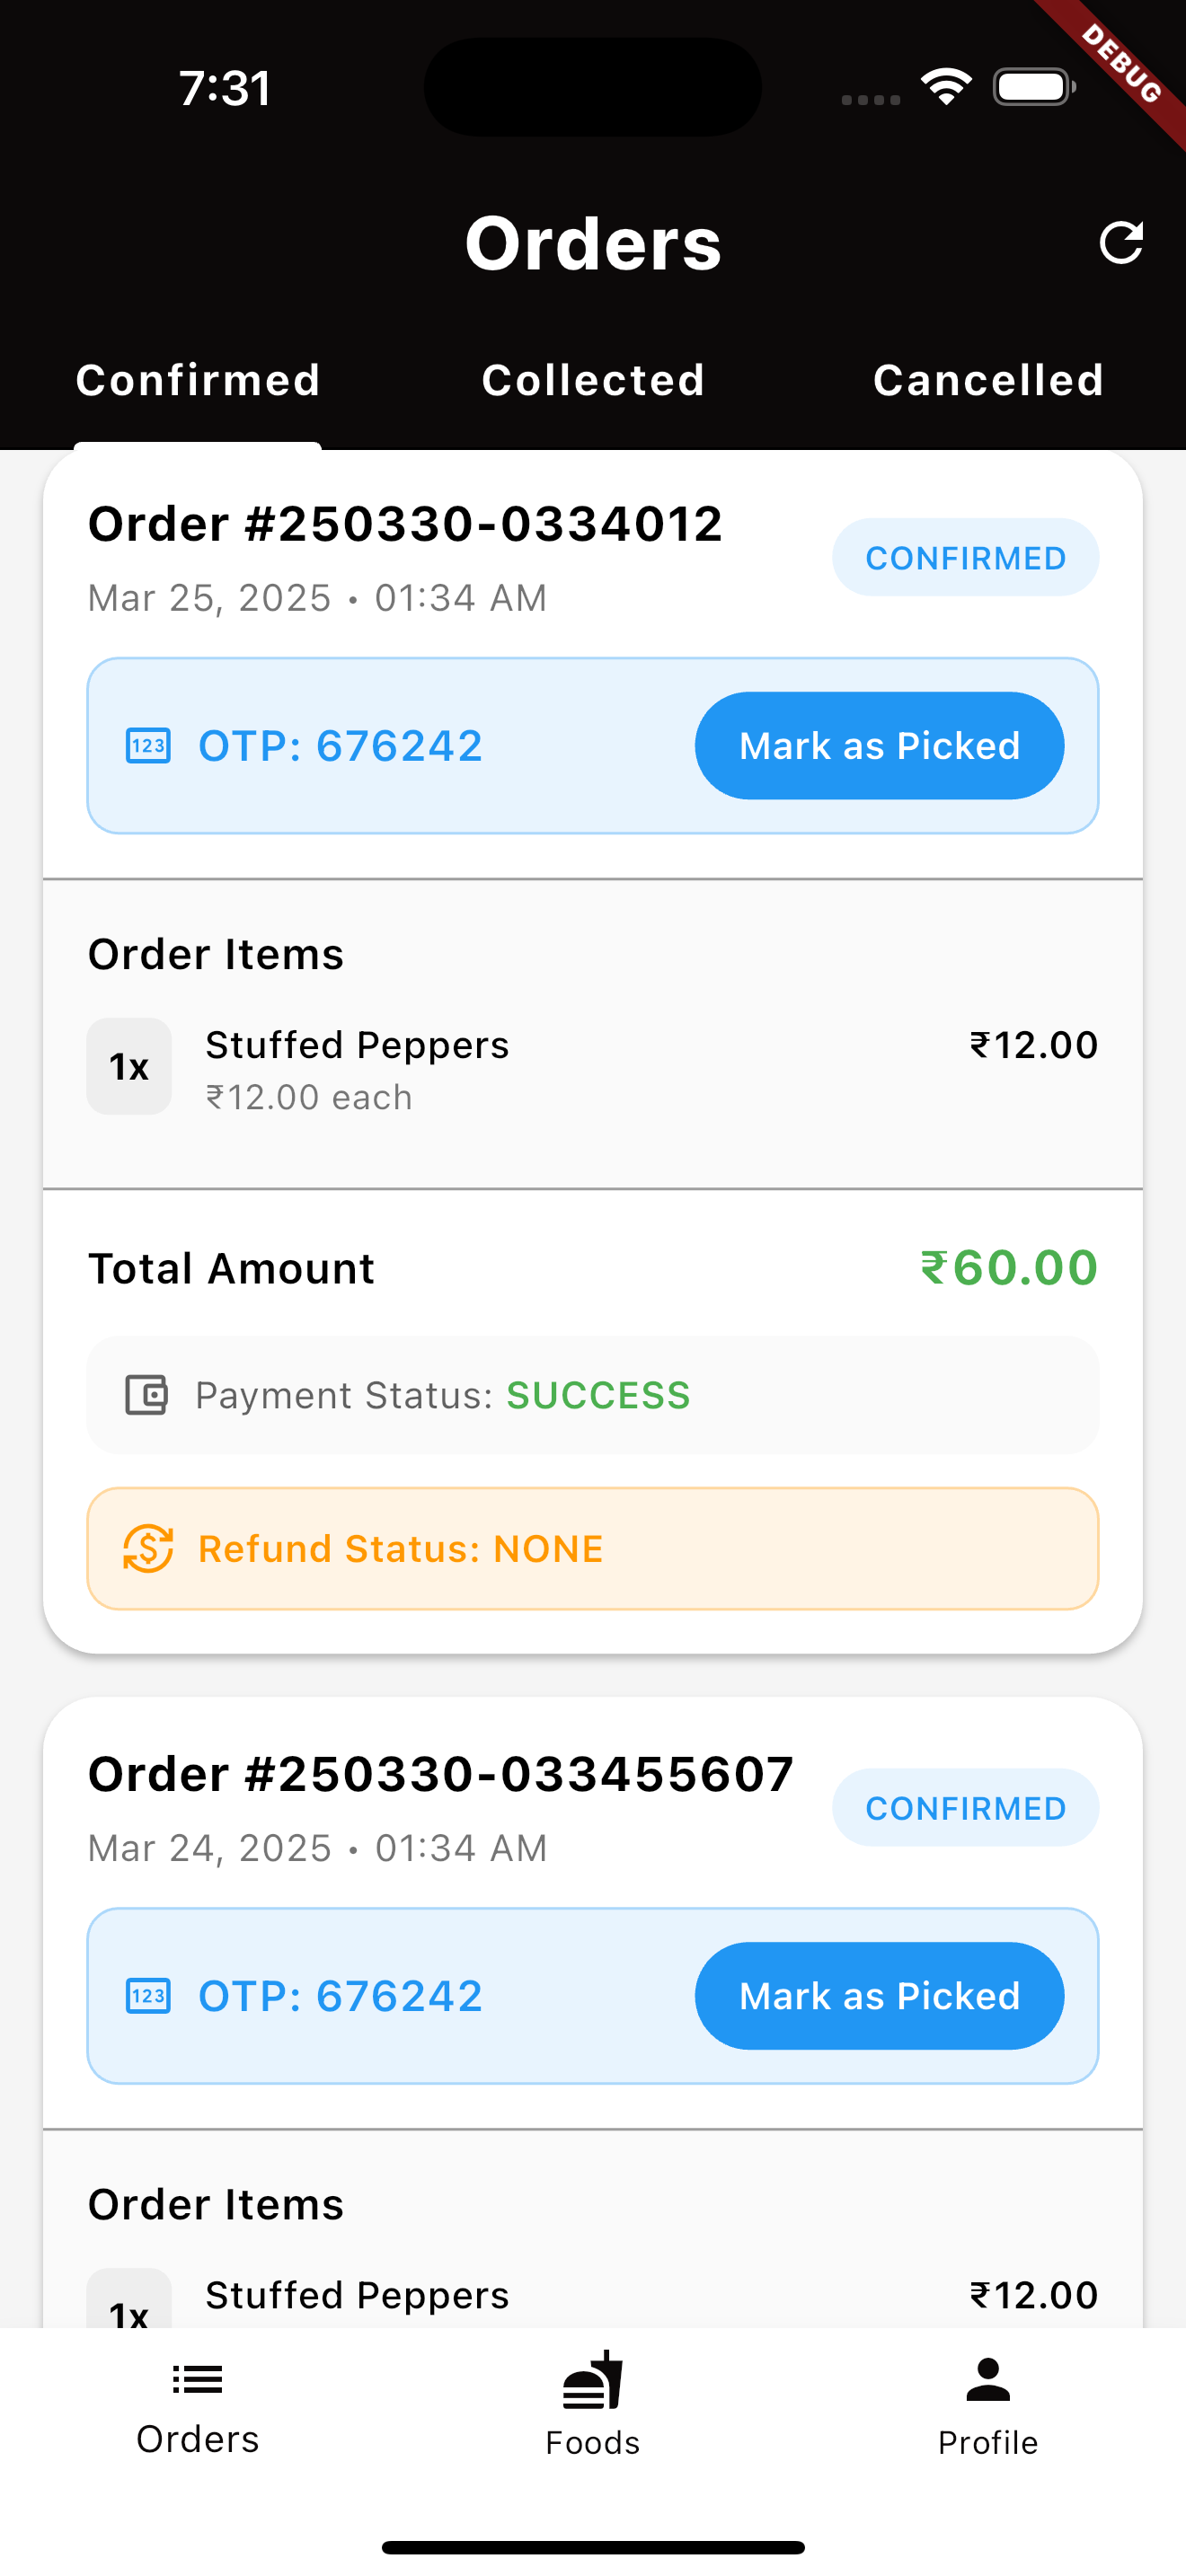 7:31
DEBUG
Orders
Confirmed Collected Cancelled
Order #250330-0334012
CONFIRMED
Mar 25, 2025 • 01:34 AM
123 OTP: 676242 Mark as Picked
Order Items
1x Stuffed Peppers ₹12.00
₹12.00 each
Total Amount ₹60.00
Payment Status: SUCCESS
$ Refund Status: NONE
Order #250330-033455607
CONFIRMED
Mar 24, 2025 • 01:34 AM
123 OTP: 676242 Mark as Picked
Order Items
1x Stuffed Peppers ₹12.00
Orders Foods Profile